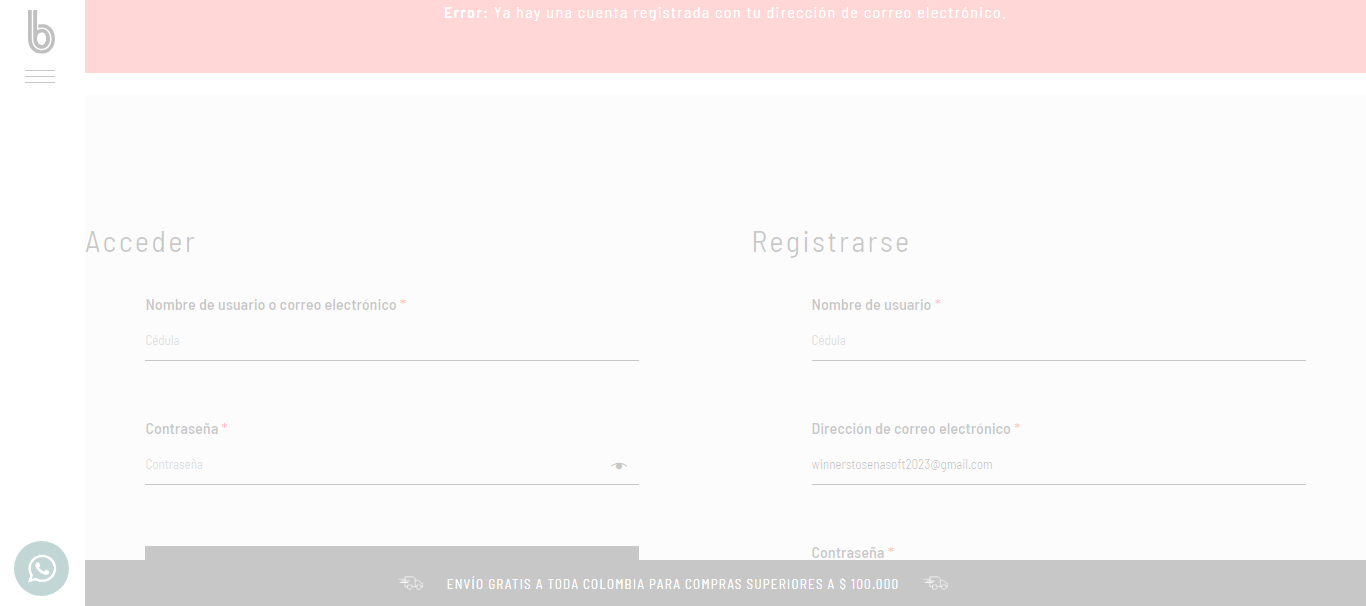 b
Error: Ya hay una cuenta registrada con tu dirección de correo electrónico.
Acceder
Nombre de usuario o correo electrónico *
Cédula
Contraseña *
Contraseña
Registrarse
Nombre de usuario *
Cédula
Dirección de correo electrónico *
winnerstosenasoft2023@gmail.com
Contraseña *
ENVÍO GRATIS A TODA COLOMBIA PARA COMPRAS SUPERIORES A $ 100.000